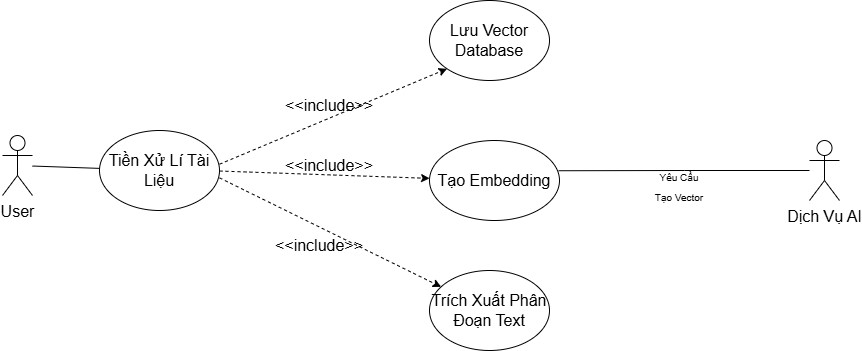 Lưu Vector
Database
<<include>>
Tiền Xử Lí Tài
Liệu
<<include>>
Tạo Embedding
Yêu Cầu
Tạo Vector
User
Dịch Vụ AI
<<include>>
Trích Xuất Phân
Đoạn Text